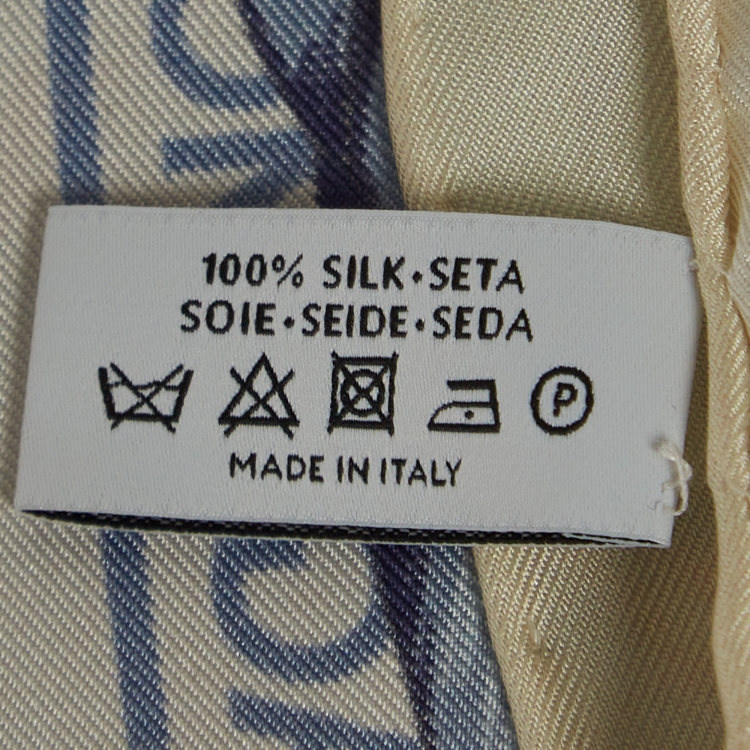 100% SILK•SETA
SOIE•SEIDE•SEDA
P
MADE IN ITALY